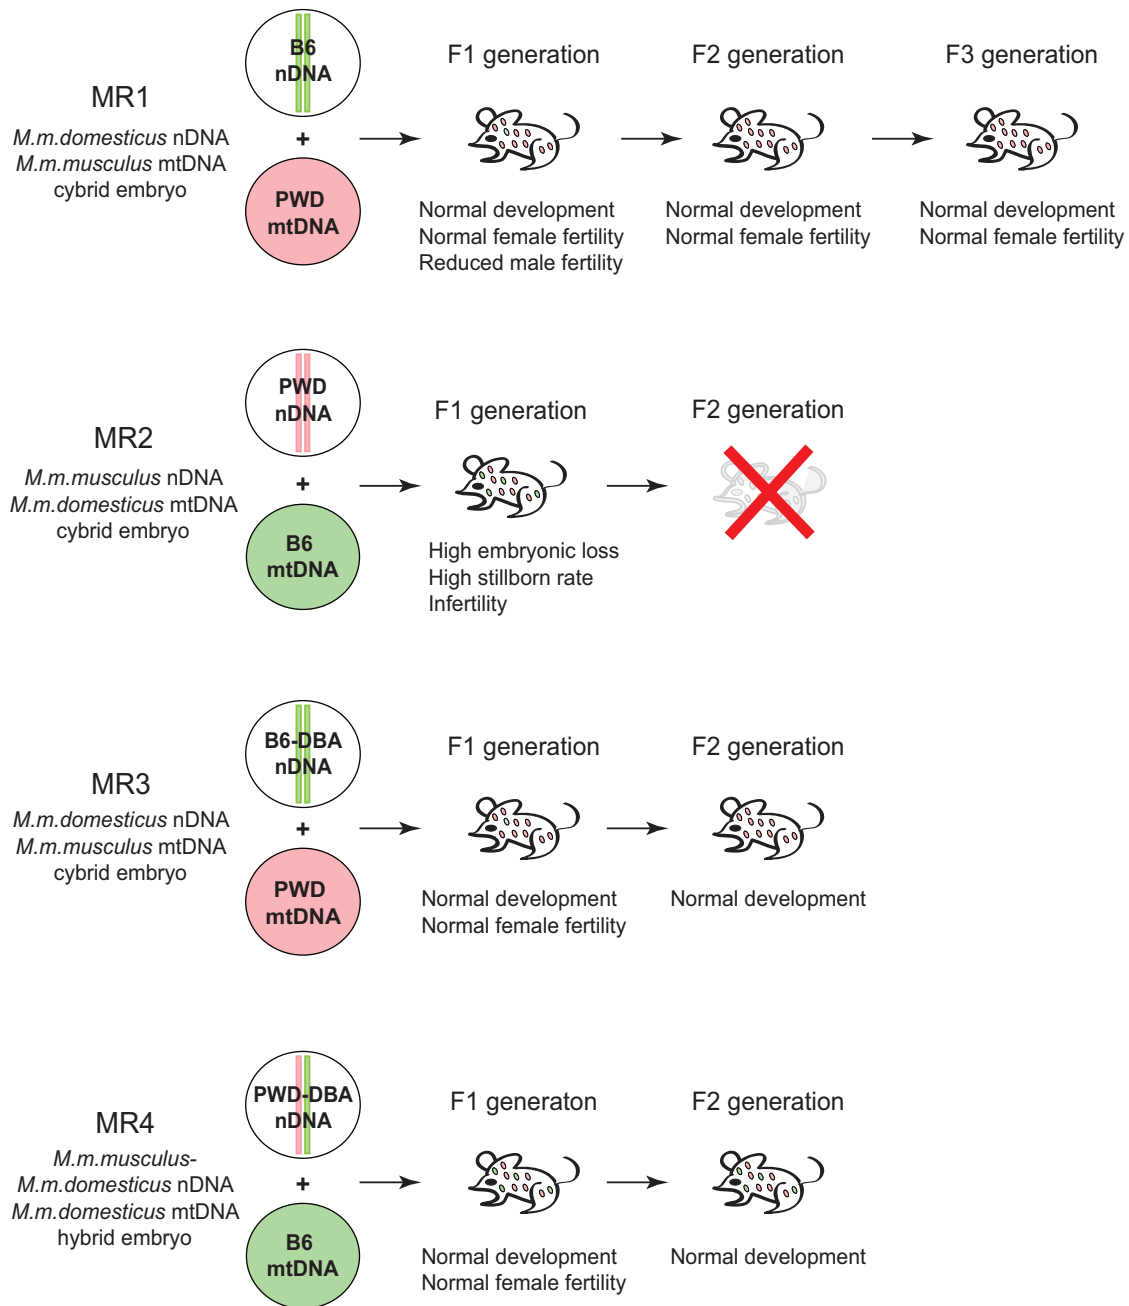 MR1
M.m.domesticus nDNA
M.m.musculus mtDNA
cybrid embryo
B6
nDNA
+
PWD
mtDNA
F1 generation
Normal development
Normal female fertility
Reduced male fertility
F2 generation
Normal development
Normal female fertility
F3 generation
Normal development
Normal female fertility
MR2
M.m.musculus nDNA
M.m.domesticus mtDNA
cybrid embryo
PWD
nDNA
+
B6
mtDNA
F1 generation
High embryonic loss
High stillborn rate
Infertility
F2 generation
MR3
M.m.domesticus nDNA
M.m.musculus mtDNA
cybrid embryo
B6-DBA
nDNA
+
PWD
mtDNA
F1 generation
Normal development
Normal female fertility
F2 generation
Normal development
MR4
M.m.musculus-
M.m.domesticus nDNA
M.m.domesticus mtDNA
hybrid embryo
PWD-DBA
nDNA
+
B6
mtDNA
F1 generaton
Normal development
Normal female fertility
F2 generation
Normal development